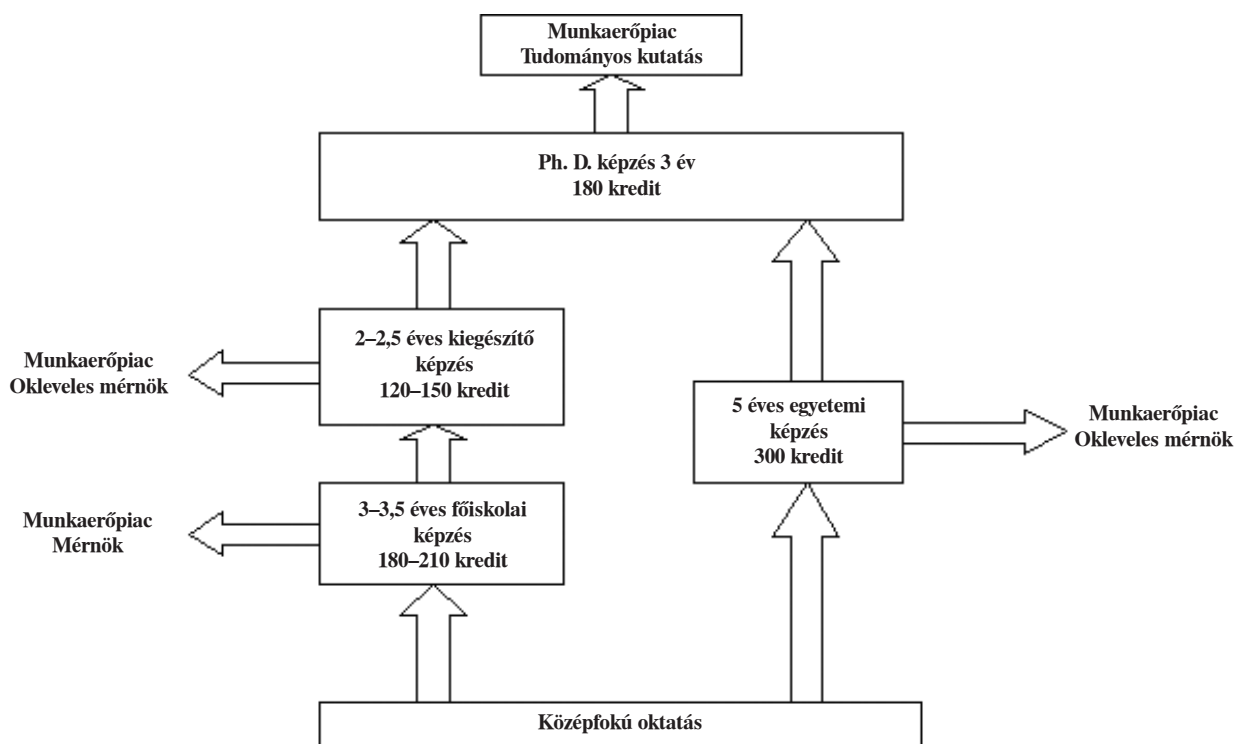 Munkaerőpiac
Tudományos kutatás
Ph. D. képzés 3 év
180 kredit
2–2,5 éves kiegészítő
képzés
120–150 kredit
Munkaerőpiac
Okleveles mérnök
5 éves egyetemi
képzés
300 kredit
Munkaerőpiac
Okleveles mérnök
3–3,5 éves főiskolai
képzés
180–210 kredit
Munkaerőpiac
Mérnök
Középfokú oktatás